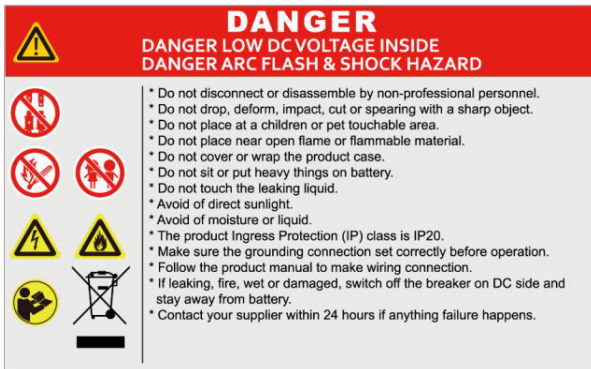 DANGER
DANGER LOW DC VOLTAGE INSIDE
DANGER ARC FLASH & SHOCK HAZARD
* Do not disconnect or disassemble by non-professional personnel.
* Do not drop, deform, impact, cut or spearing with a sharp object.
* Do not place at a children or pet touchable area.
* Do not place near open flame or flammable material.
* Do not cover or wrap the product case.
* Do not sit or put heavy things on battery.
* Do not touch the leaking liquid.
* Avoid of direct sunlight.
* Avoid of moisture or liquid.
* The product Ingress Protection (IP) class is IP20.
* Make sure the grounding connection set correctly before operation.
* Follow the product manual to make wiring connection.
* If leaking, fire, wet or damaged, switch off the breaker on DC side and
stay away from battery.
* Contact your supplier within 24 hours if anything failure happens.